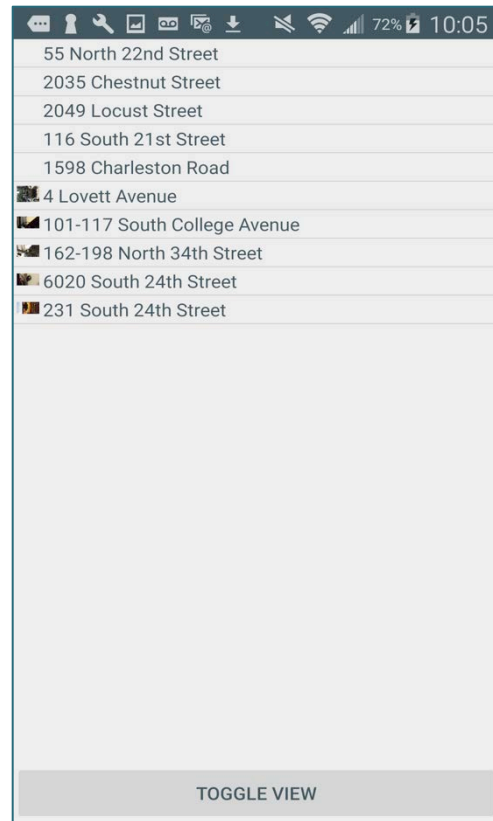 72% 10:05
55 North 22nd Street
2035 Chestnut Street
2049 Locust Street
116 South 21st Street
1598 Charleston Road
4 Lovett Avenue
101-117 South College Avenue
162-198 North 34th Street
6020 South 24th Street
231 South 24th Street
TOGGLE VIEW